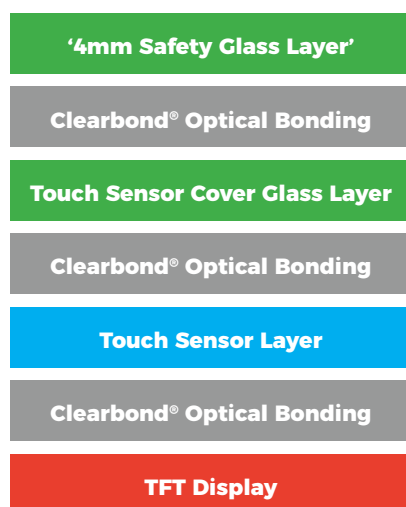 ‘4mm Safety Glass Layer’
Clearbond® Optical Bonding
Touch Sensor Cover Glass Layer
Clearbond® Optical Bonding
Touch Sensor Layer
Clearbond® Optical Bonding
TFT Display